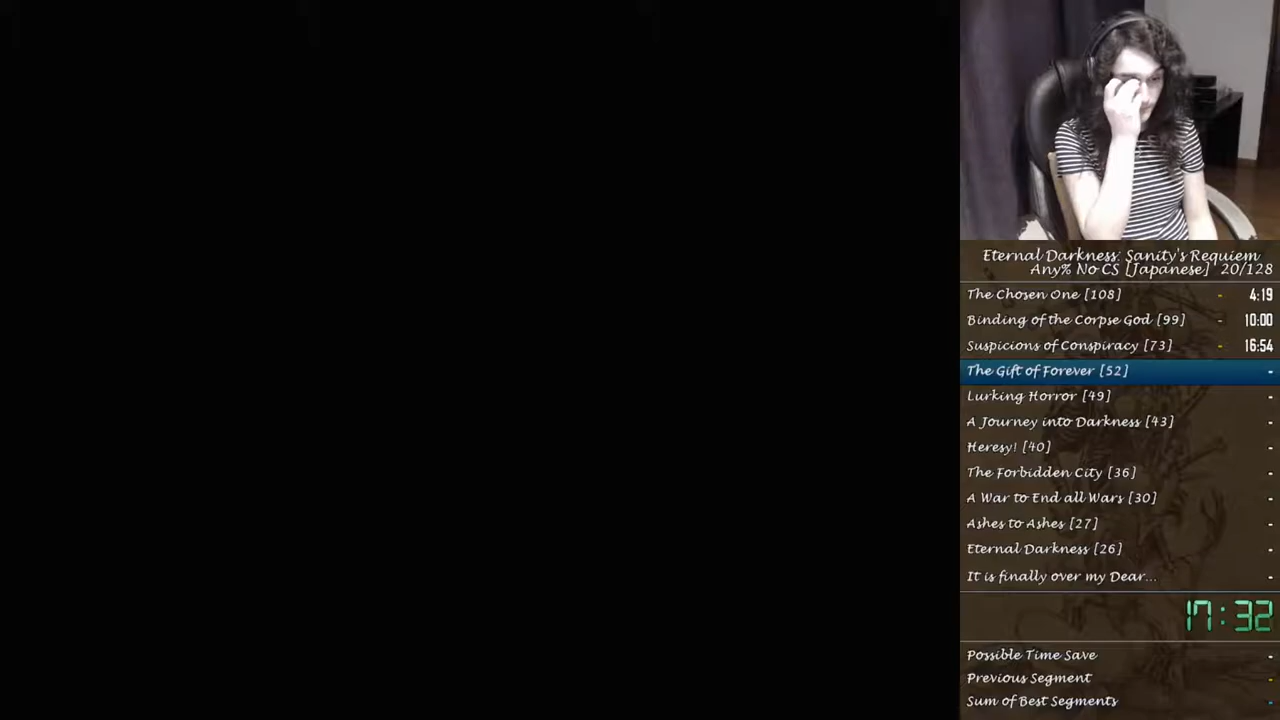 Eternal Darkness: Sanity's Requiem
Any% No CS [Japanese] 20/128
The Chosen One [108] - 4:19
Binding of the Corpse God [99] - 10:00
Suspicions of Conspiracy [73] - 16:54
The Gift of Forever [52] -
Lurking Horror [49] -
A Journey into Darkness [43] -
Heresy! [40] -
The Forbidden City [36] -
A War to End all Wars [30] -
Ashes to Ashes [27] -
Eternal Darkness [26] -
It is finally over my Dear... -
17:32
Possible Time Save -
Previous Segment -
Sum of Best Segments -